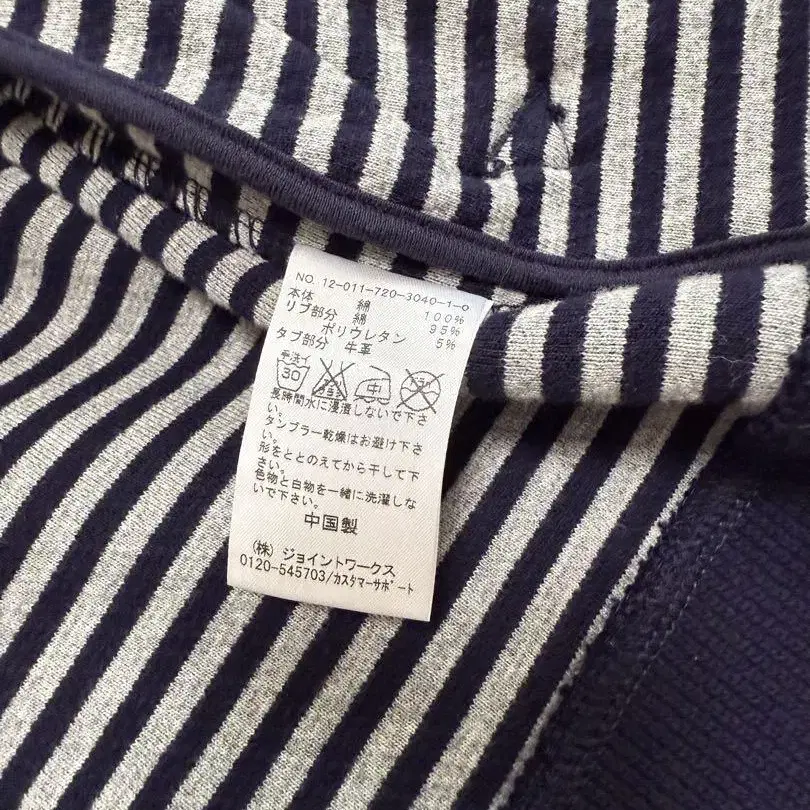 NO. 12-011-720-3040-1-0
本体 綿 100%
リブ部分 綿 95%
ポリウレタン 5%
タブ部分 牛革
手洗イ
30
中
長時間水に浸漬しないで下さ
い。
タンブラー乾燥はお避け下さ
い。
形をととのえてから干して下
さい。
色物と白物を一緒に洗濯しな
いで下さい。
中国製
(株) ジョイントワークス
0120-545703/カスタマーサポート